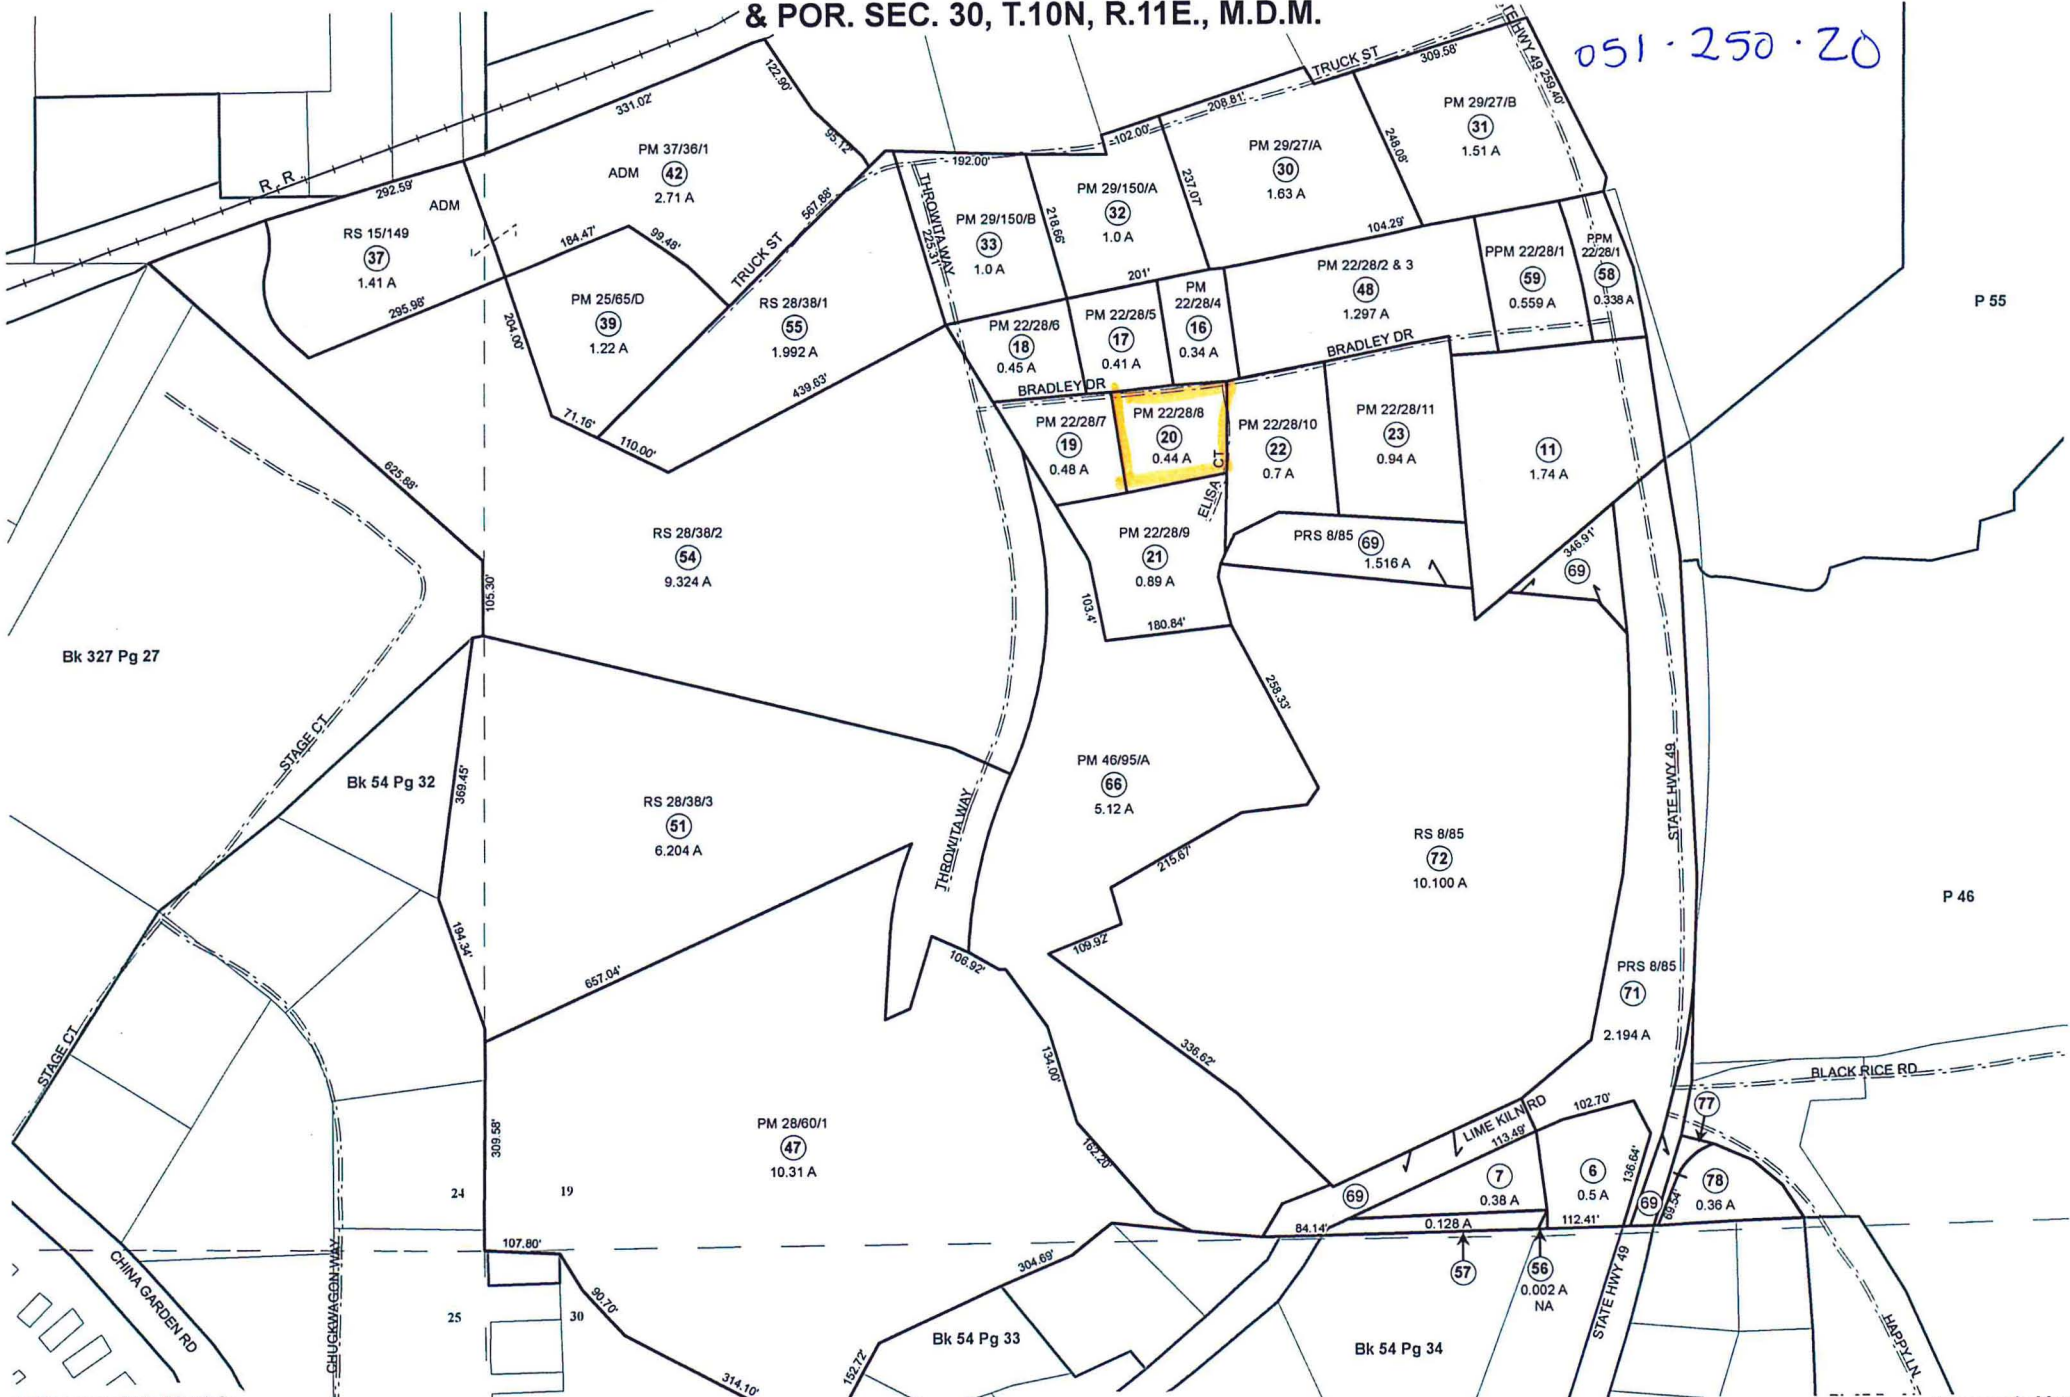 & POR. SEC. 30, T.10N, R.11E., M.D.M.
051-250-20
TRUCK ST
309.58'
STATE HWY 49
259.40'
122.90'
331.02'
95.12'
208.81'
102.00'
192.00'
R. R.
292.59'
ADM
PM 37/36/1
ADM
42
2.71 A
RS 15/149
37
1.41 A
295.98'
184.47'
99.48'
567.88'
TRUCK ST
THROWITA WAY
225.31'
PM 29/150/B
33
1.0 A
218.66'
PM 29/150/A
32
1.0 A
237.07'
PM 29/27/A
30
1.63 A
248.08'
PM 29/27/B
31
1.51 A
104.29'
201'
204.00'
PM 25/65/D
39
1.22 A
RS 28/38/1
55
1.992 A
439.63'
71.16'
110.00'
PM 22/28/6
18
0.45 A
PM 22/28/5
17
0.41 A
PM
22/28/4
16
0.34 A
PM 22/28/2 & 3
48
1.297 A
PPM 22/28/1
59
0.559 A
PPM
22/28/1
58
0.338 A
P 55
BRADLEY DR
BRADLEY DR
PM 22/28/7
19
0.48 A
PM 22/28/8
20
0.44 A
ELISA CT
PM 22/28/10
22
0.7 A
PM 22/28/11
23
0.94 A
11
1.74 A
625.88'
105.30'
RS 28/38/2
54
9.324 A
PM 22/28/9
21
0.89 A
103.4'
180.84'
PRS 8/85
69
1.516 A
346.91'
69
Bk 327 Pg 27
STAGE CT
Bk 54 Pg 32
369.45'
RS 28/38/3
51
6.204 A
THROWITA WAY
PM 46/95/A
66
5.12 A
258.33'
215.67'
109.92'
RS 8/85
72
10.100 A
STATE HWY 49
P 46
194.34'
657.04'
106.92'
PRS 8/85
71
2.194 A
STAGE CT
134.00'
336.62'
BLACK RICE RD
309.58'
PM 28/60/1
47
10.31 A
162.20'
LIME KILN RD
113.49'
102.70'
77
136.64'
7
0.38 A
6
0.5 A
69
69
69.54'
78
0.36 A
24
19
84.14'
0.128 A
112.41'
107.80'
57
56
0.002 A
NA
CHINA GARDEN RD
CHUCKWAGON WAY
25
30
90.70'
314.10'
304.69'
152.72'
Bk 54 Pg 33
Bk 54 Pg 34
STATE HWY 49
HAPPY LN